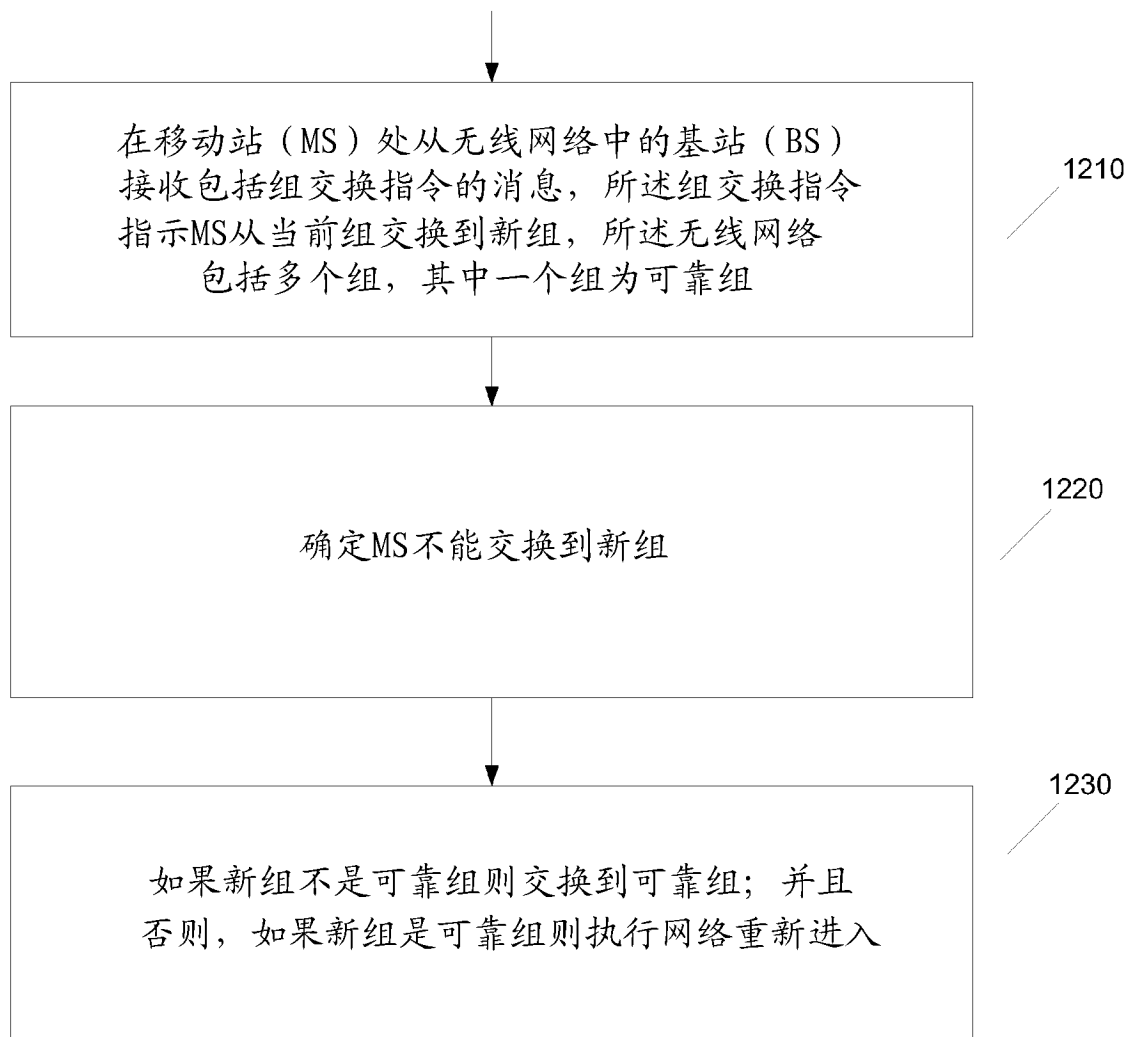 在移动站（MS）处从无线网络中的基站（BS）
接收包括组交换指令的消息，所述组交换指令
指示MS从当前组交换到新组，所述无线网络
包括多个组，其中一个组为可靠组
1210
确定MS不能交换到新组
1220
如果新组不是可靠组则交换到可靠组；并且
否则，如果新组是可靠组则执行网络重新进入
1230